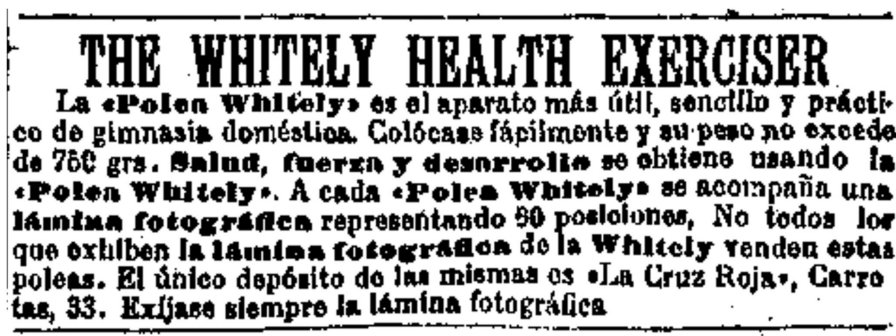 THE WHITELY HEALTH EXERCISER
La «Polea Whitely» es el aparato más útil, sencillo y prácti-
co de gimnasia doméstica. Colócase fápilmente y su peso no excede
de 750 grs. Salud, fuerza y desarrollo se obtiene usando la
«Polea Whitely». A cada «Polea Whitely» se acompaña una
lámina fotográfica representando 30 posiciones, No todos los
que exhiben la lámina fotográfica de la Whitely venden estas
poleas. El único depósito de las mismas es «La Cruz Roja», Carre
tas, 33. Exíjase siempre la lámina fotográfica